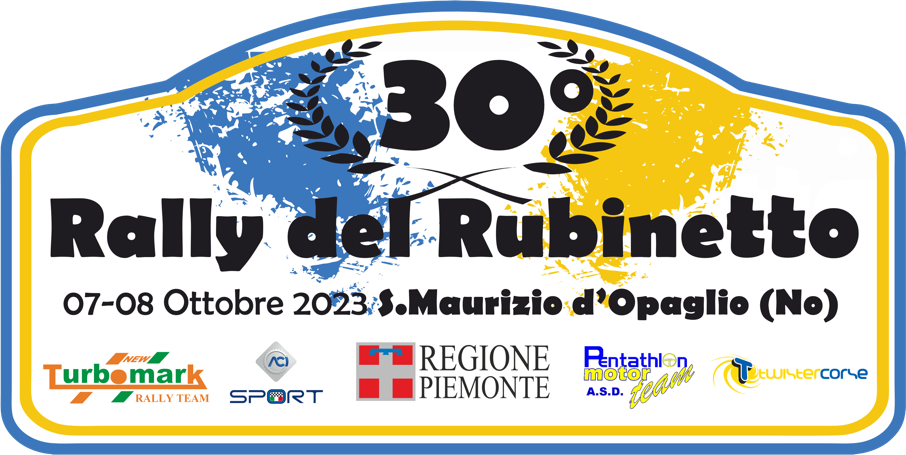 30°
Rally del Rubinetto
07-08 Ottobre 2023 S.Maurizio d'Opaglio (No)
NEW
Turbomark
RALLY TEAM
ACI
SPORT
REGIONE
PIEMONTE
Pentathlon
motor
team
A.S.D.
twistercorse